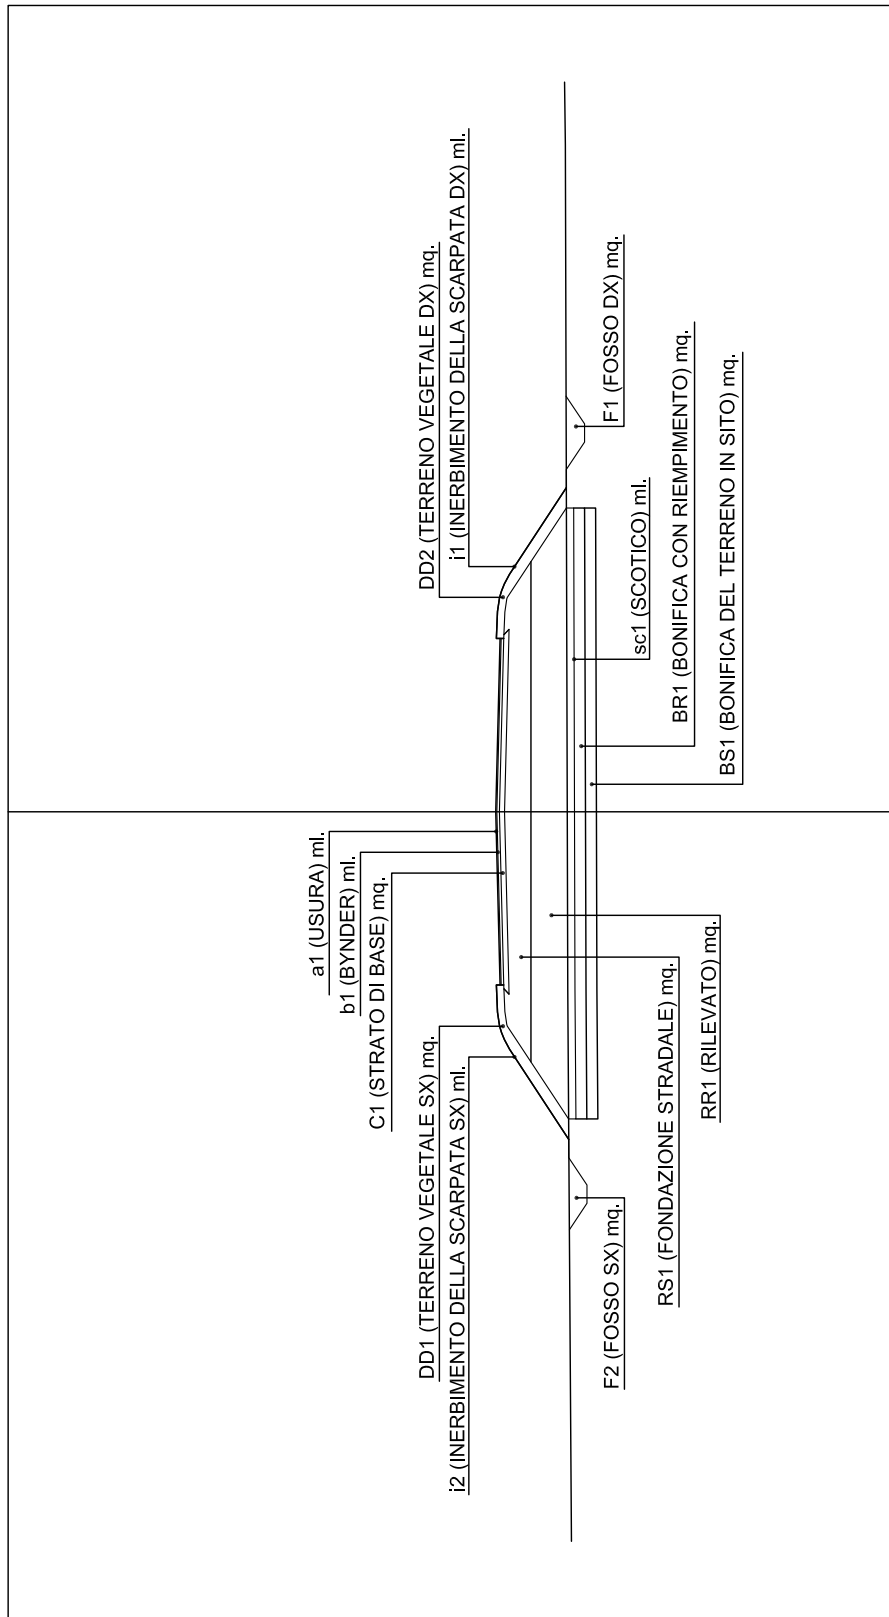 a1 (USURA) ml.
b1 (BYNDER) ml.
C1 (STRATO DI BASE) mq.
DD1 (TERRENO VEGETALE SX) mq.
i2 (INERBIMENTO DELLA SCARPATA SX) ml.
DD2 (TERRENO VEGETALE DX) mq.
i1 (INERBIMENTO DELLA SCARPATA DX) ml.
F2 (FOSSO SX) mq.
F1 (FOSSO DX) mq.
RS1 (FONDAZIONE STRADALE) mq.
sc1 (SCOTICO) ml.
RR1 (RILEVATO) mq.
BR1 (BONIFICA CON RIEMPIMENTO) mq.
BS1 (BONIFICA DEL TERRENO IN SITO) mq.